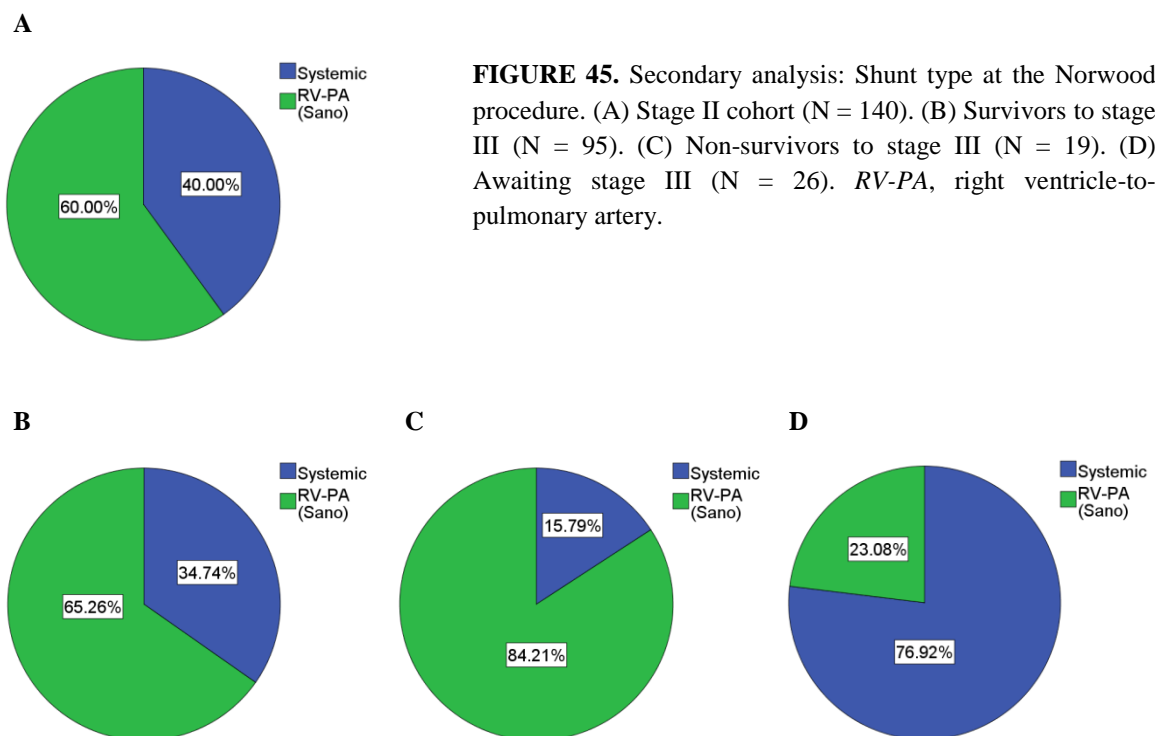 A
Systemic
RV-PA
(Sano)
40.00%
60.00%
FIGURE 45. Secondary analysis: Shunt type at the Norwood
procedure. (A) Stage II cohort (N = 140). (B) Survivors to stage
III (N = 95). (C) Non-survivors to stage III (N = 19). (D)
Awaiting stage III (N = 26). RV-PA, right ventricle-to-
pulmonary artery.
B
Systemic
RV-PA
(Sano)
34.74%
65.26%
C
Systemic
RV-PA
(Sano)
15.79%
84.21%
D
Systemic
RV-PA
(Sano)
23.08%
76.92%